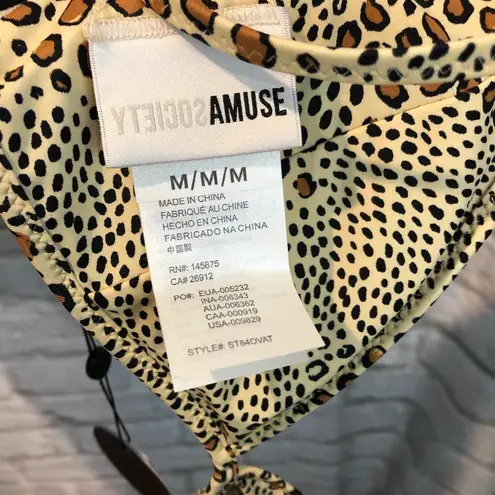 SOCIETY AMUSE
M/M/M
MADE IN CHINA
FABRIQUÉ AU CHINE
HECHO EN CHINA
FABRICADO NA CHINA
中国製
RN#: 145675
CA# 26912
PO#: EUA-005232
INA-006343
AUA-006362
CAA-000919
USA-009829
STYLE#: ST84OVAT